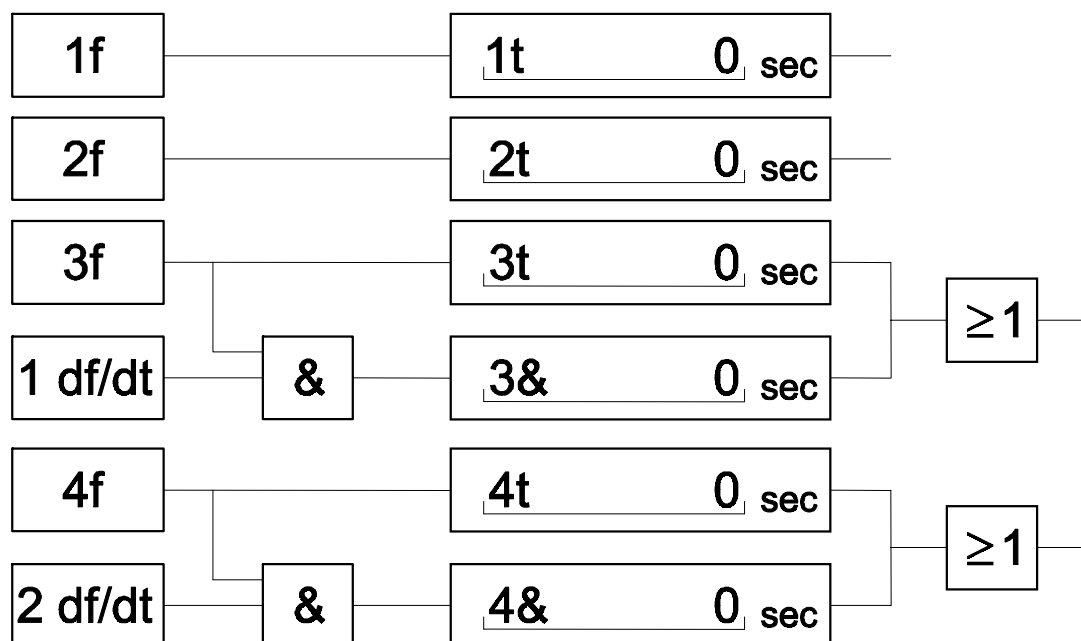 1f 1t 0 sec
2f 2t 0 sec
3f 3t 0 sec
≥1
1 df/dt & 3& 0 sec
4f 4t 0 sec
≥1
2 df/dt & 4& 0 sec